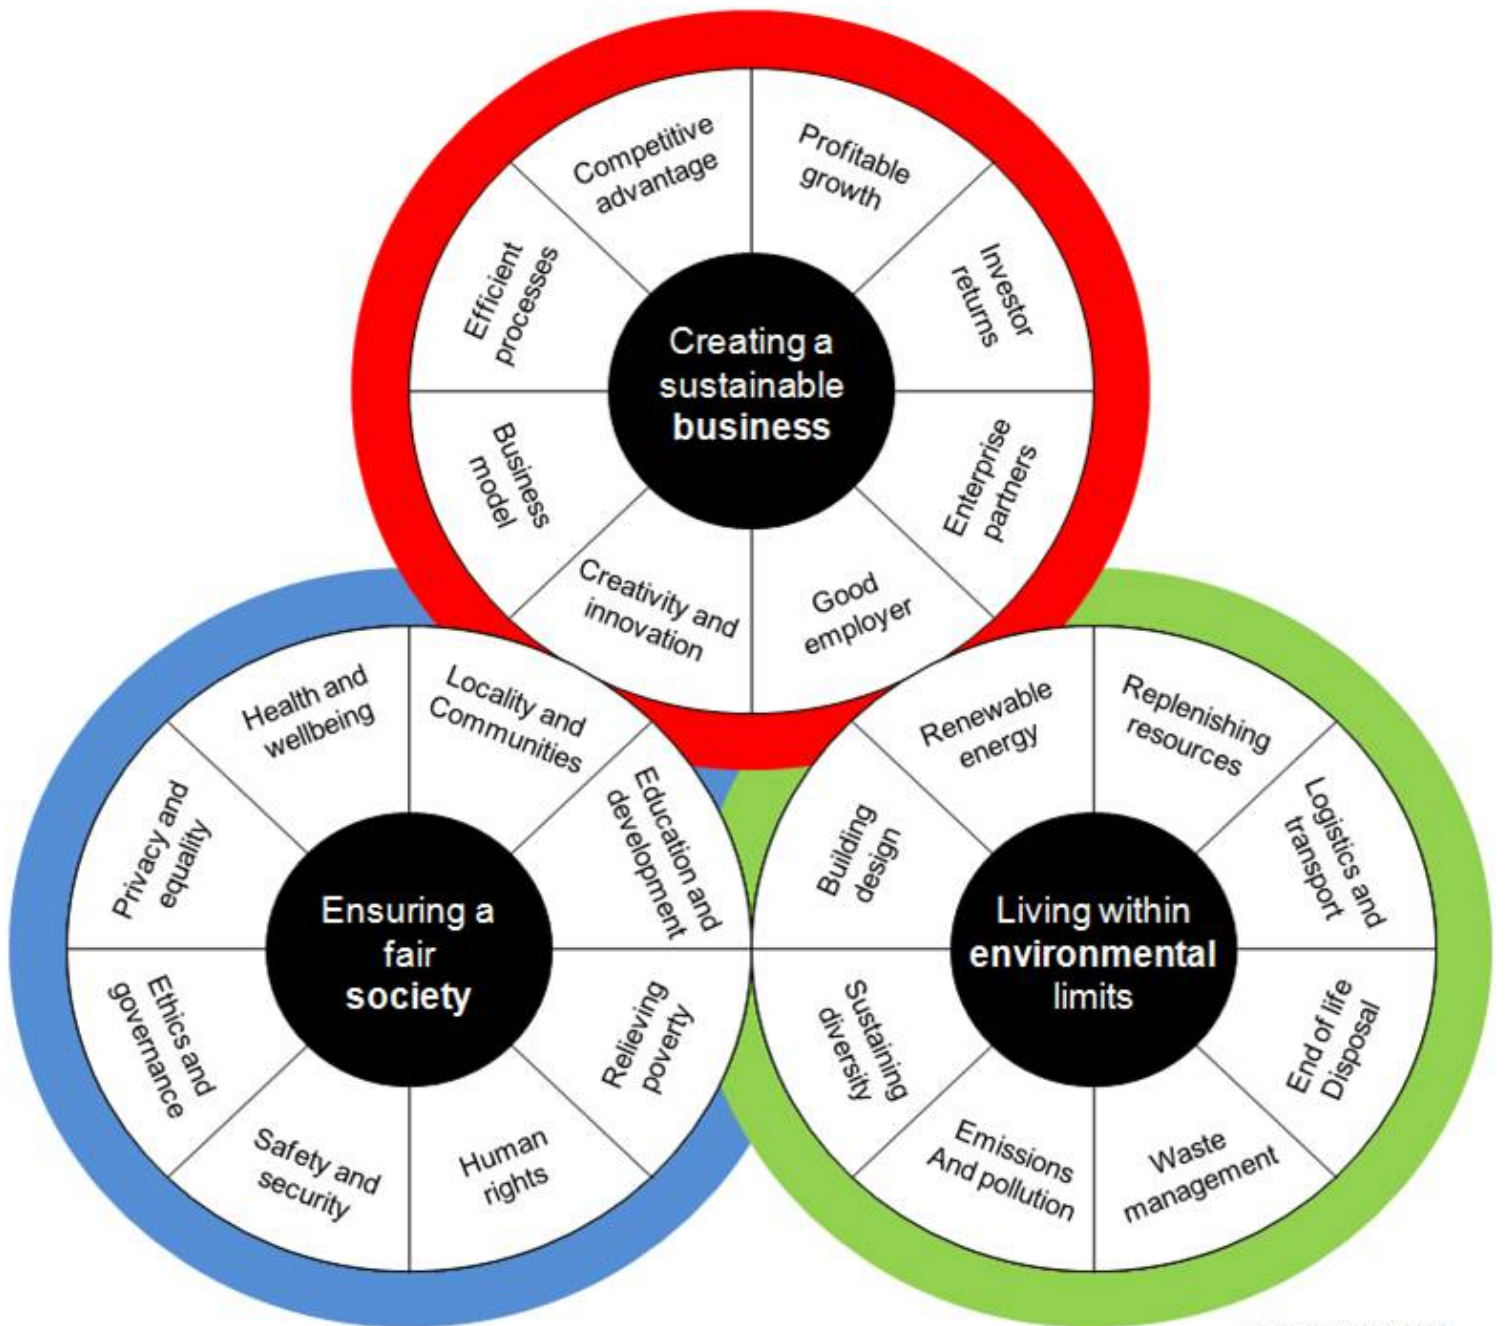 Competitive
advantage
Profitable
growth
Investor
returns
Enterprise
partners
Good
employer
Creativity and
innovation
Business
model
Efficient
processes
Creating a
sustainable
business
Health and
wellbeing
Locality and
Communities
Education and
development
Relieving
poverty
Human
rights
Safety and
security
Ethics and
governance
Privacy and
equality
Ensuring a
fair
society
Renewable
energy
Replenishing
resources
Logistics and
transport
End of life
Disposal
Waste
management
Emissions
And pollution
Sustaining
diversity
Building
design
Living within
environmental
limits